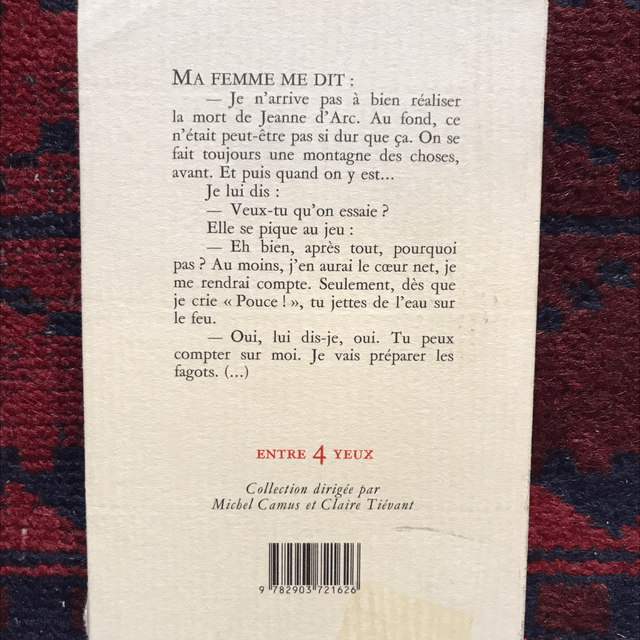 MA FEMME ME DIT :
— Je n'arrive pas à bien réaliser
la mort de Jeanne d'Arc. Au fond, ce
n'était peut-être pas si dur que ça. On se
fait toujours une montagne des choses,
avant. Et puis quand on y est...
Je lui dis :
— Veux-tu qu'on essaie ?
Elle se pique au jeu :
— Eh bien, après tout, pourquoi
pas ? Au moins, j'en aurai le cœur net, je
me rendrai compte. Seulement, dès que
je crie « Pouce ! », tu jettes de l'eau sur
le feu.
— Oui, lui dis-je, oui. Tu peux
compter sur moi. Je vais préparer les
fagots. (...)
ENTRE 4 YEUX
Collection dirigée par
Michel Camus et Claire Tiévant
9 782903 721626